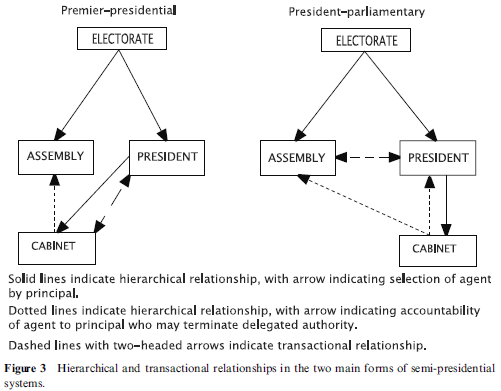 Premier-presidential
President-parliamentary
ELECTORATE
ELECTORATE
ASSEMBLY
PRESIDENT
ASSEMBLY
PRESIDENT
CABINET
CABINET
Solid lines indicate hierarchical relationship, with arrow indicating selection of agent
by principal.
Dotted lines indicate hierarchical relationship, with arrow indicating accountability
of agent to principal who may terminate delegated authority.
Dashed lines with two-headed arrows indicate transactional relationship.
Figure 3 Hierarchical and transactional relationships in the two main forms of semi-presidential
systems.